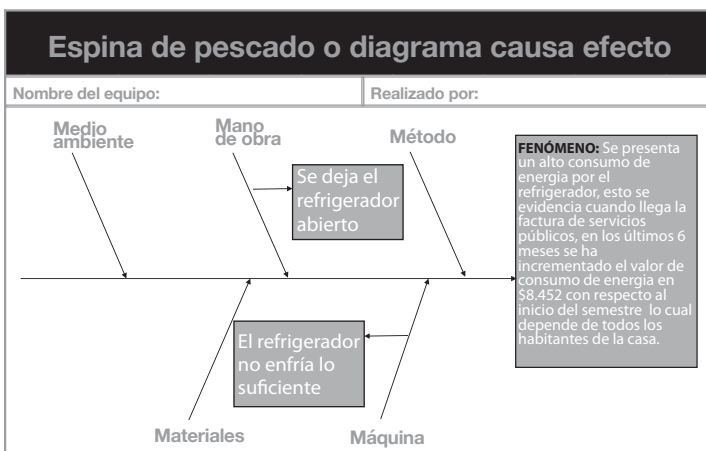 Espina de pescado o diagrama causa efecto
Nombre del equipo:
Realizado por:
Medio
ambiente
Mano
de obra
Método
Se deja el
refrigerador
abierto
FENÓMENO: Se presenta
un alto consumo de
energia por el
refrigerador, esto se
evidencia cuando llega la
factura de servicios
públicos, en los últimos 6
meses se ha
incrementado el valor de
consumo de energia en
$8.452 con respecto al
inicio del semestre lo cual
depende de todos los
habitantes de la casa.
El refrigerador
no enfría lo
suficiente
Materiales
Máquina